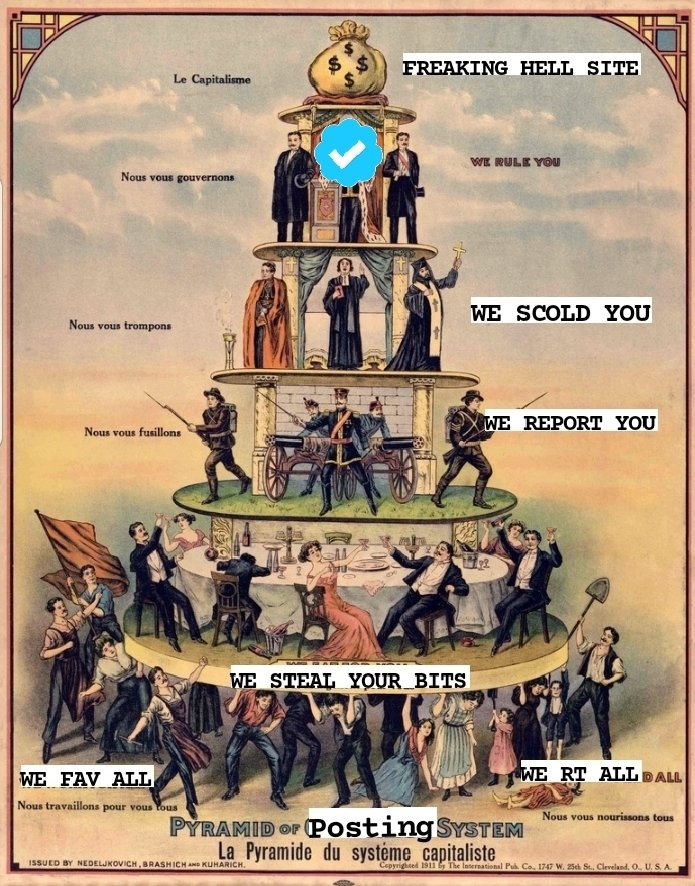 $ $ $ $
FREAKING HELL SITE
Le Capitalisme
WE RULE YOU
Nous vous gouvernons
WE SCOLD YOU
Nous vous trompons
WE REPORT YOU
Nous vous fusillons
WE STEAL YOUR BITS
WE FAV ALL
WE RT ALL
D ALL
Nous travaillons pour vous tous
Nous vous nourissons tous
PYRAMID OF Posting SYSTEM
La Pyramide du système capitaliste
ISSUED BY NEDELJKOVICH, BRASHICH AND KUHARICH.
Copyrighted 1911 by The International Pub. Co., 1747 W. 25th St., Cleveland, O., U. S. A.